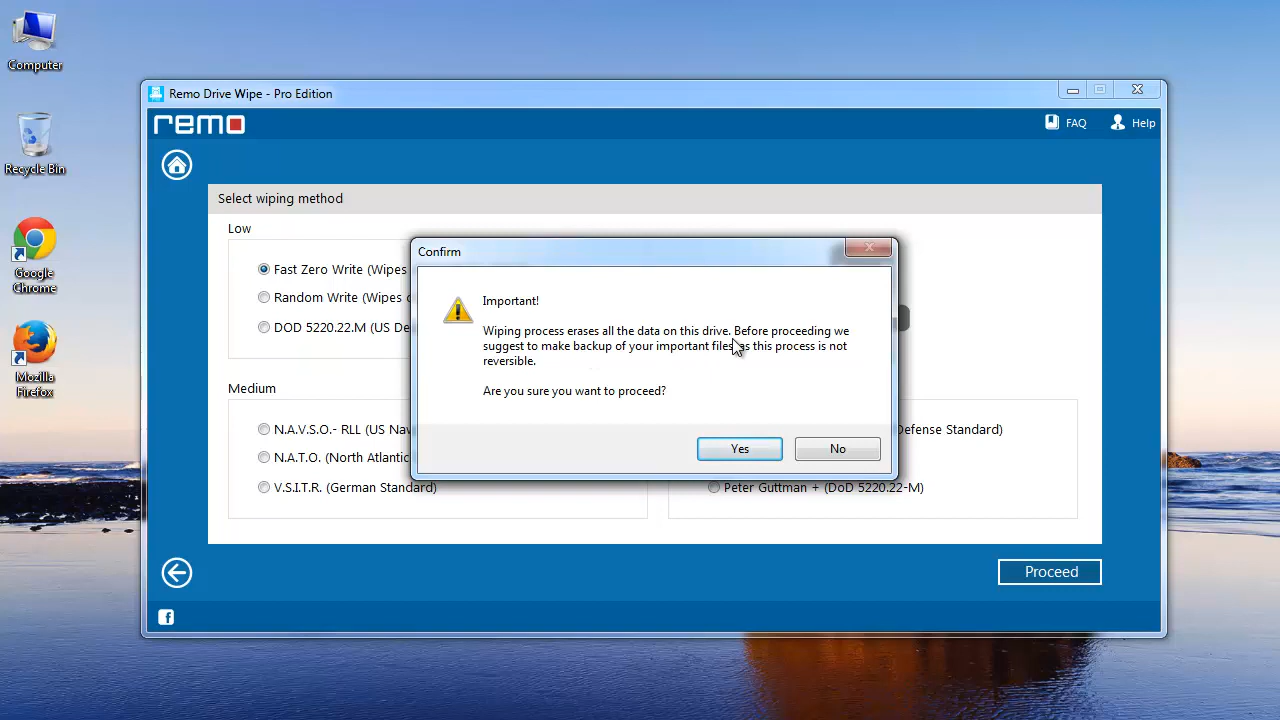 Computer
Recycle Bin
Google
Chrome
Mozilla
Firefox
Remo Drive Wipe - Pro Edition
remo
FAQ
Help
Select wiping method
Low
Fast Zero Write (Wipes
Random Write (Wipes
DOD 5220.22.M (US De
Medium
N.A.V.S.O.- RLL (US Nav
N.A.T.O. (North Atlantic
V.S.I.T.R. (German Standard)
Defense Standard)
Peter Guttman + (DoD 5220.22-M)
Confirm
Important!
Wiping process erases all the data on this drive. Before proceeding we
suggest to make backup of your important files as this process is not
reversible.
Are you sure you want to proceed?
Yes
No
Proceed
f